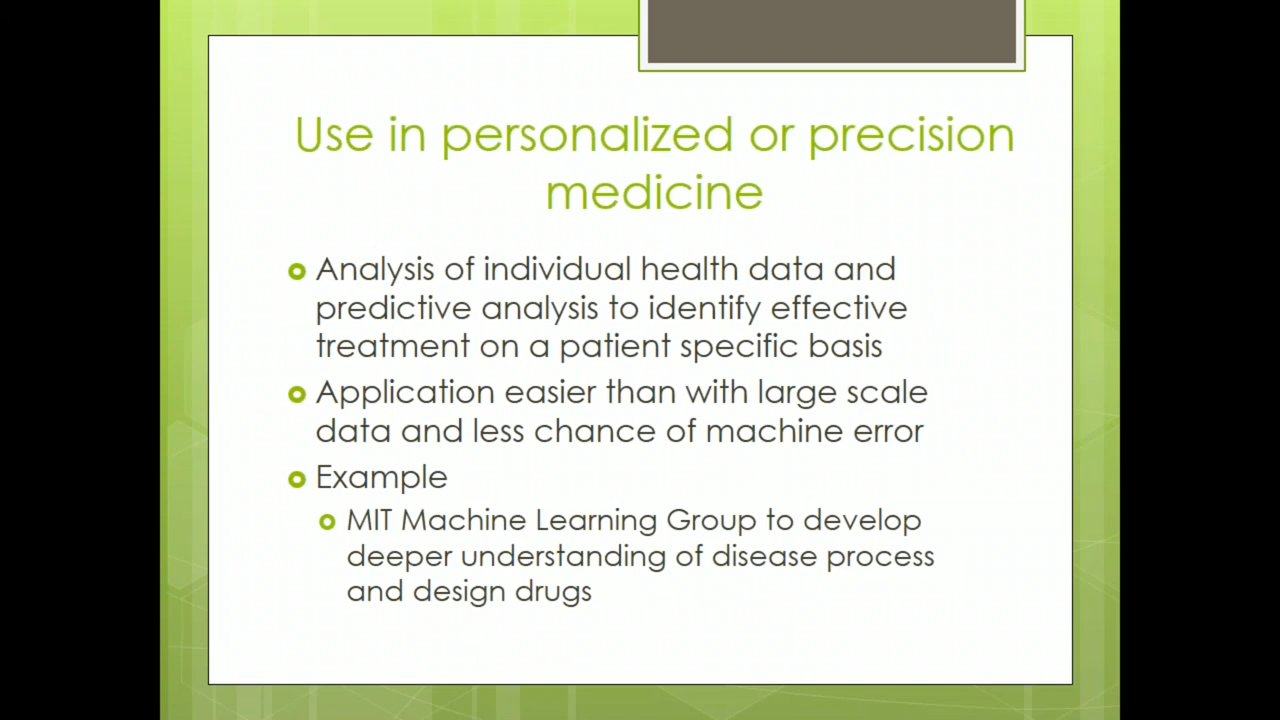 Use in personalized or precision
medicine
Analysis of individual health data and
predictive analysis to identify effective
treatment on a patient specific basis
Application easier than with large scale
data and less chance of machine error
Example
MIT Machine Learning Group to develop
deeper understanding of disease process
and design drugs